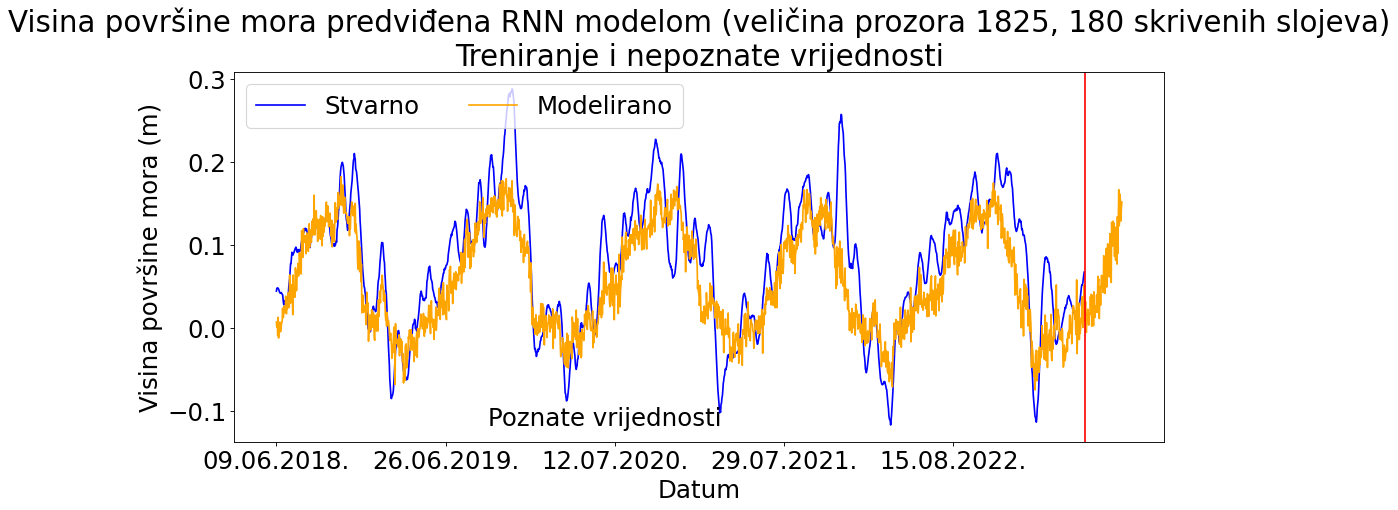 Visina površine mora predviđena RNN modelom (veličina prozora 1825, 180 skrivenih slojeva)
Treniranje i nepoznate vrijednosti
Stvarno
Modelirano
Visina površine mora (m)
0.3
0.2
0.1
0.0
−0.1
Poznate vrijednosti
09.06.2018.
26.06.2019.
12.07.2020.
29.07.2021.
15.08.2022.
Datum